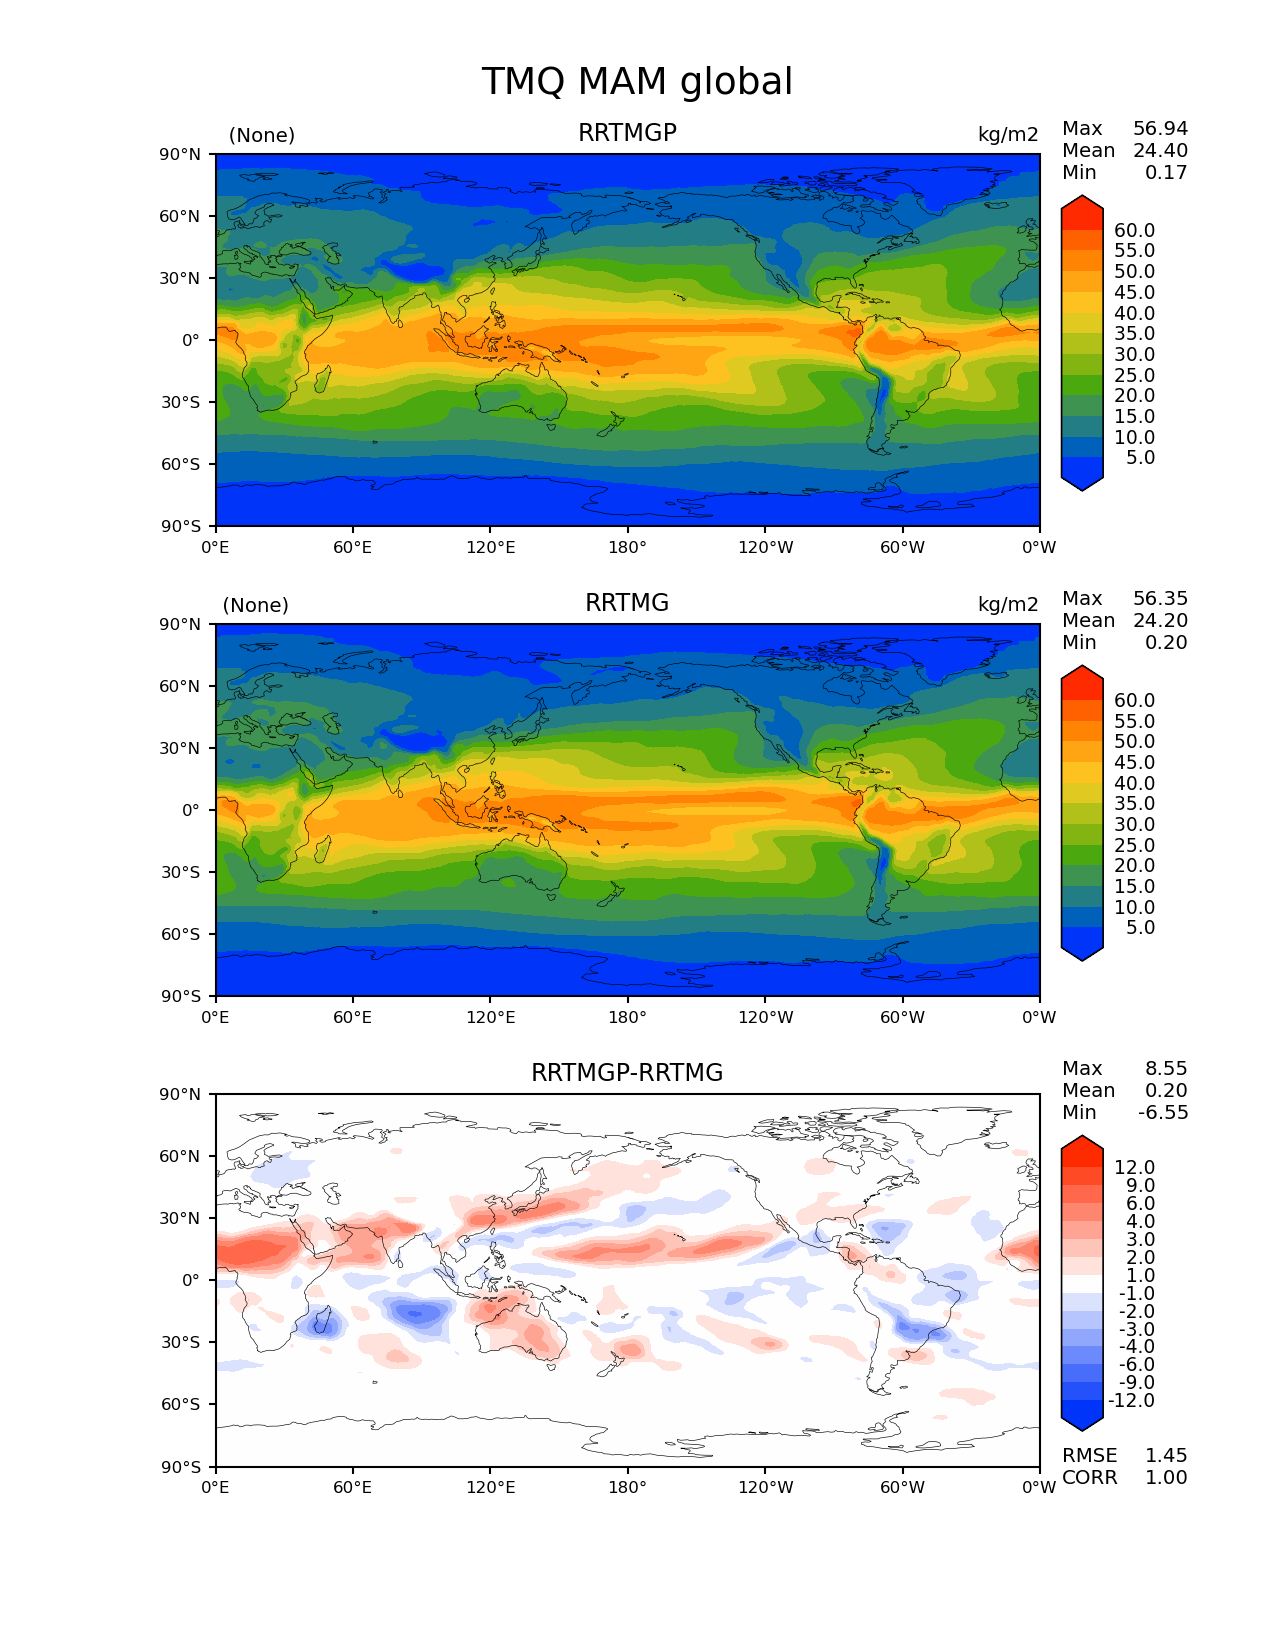 TMQ MAM global
(None) RRTMGP kg/m2
Max 56.94
Mean 24.40
Min 0.17
90°N
60°N
30°N
0°
30°S
60°S
90°S
0°E 60°E 120°E 180° 120°W 60°W 0°W
60.0
55.0
50.0
45.0
40.0
35.0
30.0
25.0
20.0
15.0
10.0
5.0
(None) RRTMG kg/m2
Max 56.35
Mean 24.20
Min 0.20
90°N
60°N
30°N
0°
30°S
60°S
90°S
0°E 60°E 120°E 180° 120°W 60°W 0°W
60.0
55.0
50.0
45.0
40.0
35.0
30.0
25.0
20.0
15.0
10.0
5.0
RRTMGP-RRTMG
Max 8.55
Mean 0.20
Min -6.55
90°N
60°N
30°N
0°
30°S
60°S
90°S
0°E 60°E 120°E 180° 120°W 60°W 0°W
12.0
9.0
6.0
4.0
3.0
2.0
1.0
-1.0
-2.0
-3.0
-4.0
-6.0
-9.0
-12.0
RMSE 1.45
CORR 1.00